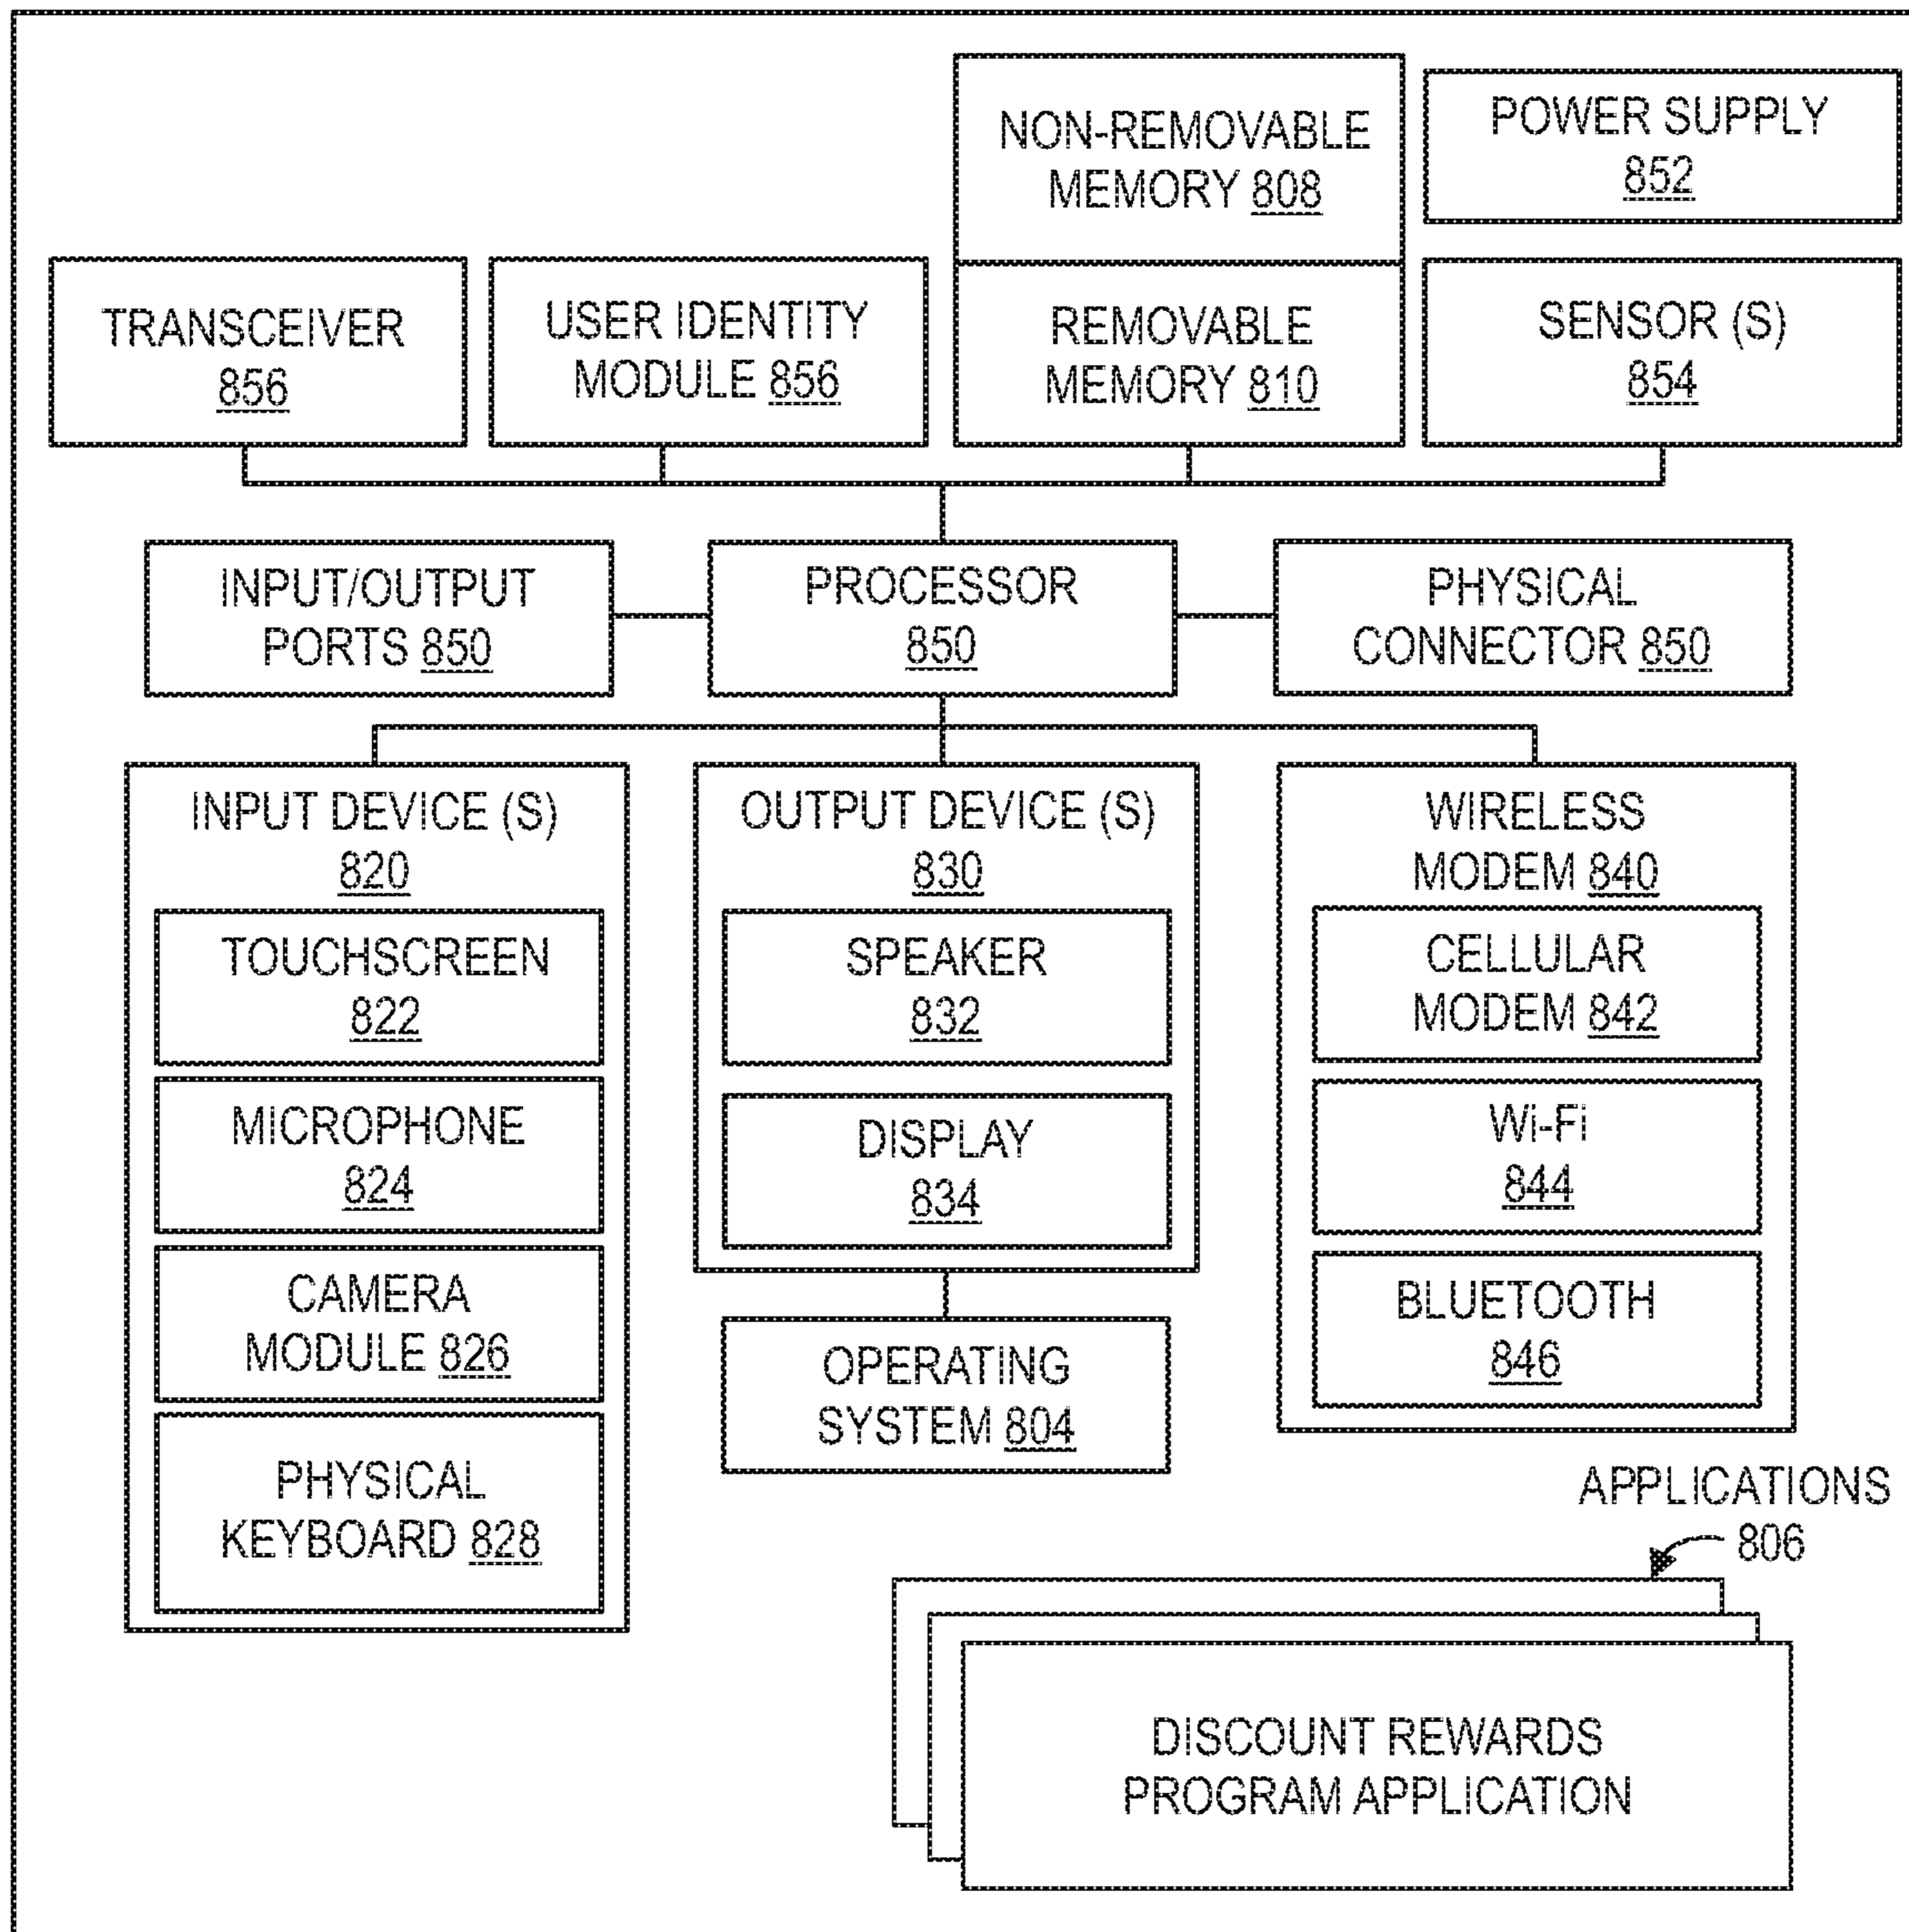 NON-REMOVABLE
MEMORY 808
POWER SUPPLY
852
TRANSCEIVER
856
USER IDENTITY
MODULE 856
REMOVABLE
MEMORY 810
SENSOR (S)
854
INPUT/OUTPUT
PORTS 850
PROCESSOR
850
PHYSICAL
CONNECTOR 850
INPUT DEVICE (S)
820
TOUCHSCREEN
822
MICROPHONE
824
CAMERA
MODULE 826
PHYSICAL
KEYBOARD 828
OUTPUT DEVICE (S)
830
SPEAKER
832
DISPLAY
834
OPERATING
SYSTEM 804
WIRELESS
MODEM 840
CELLULAR
MODEM 842
Wi-Fi
844
BLUETOOTH
846
APPLICATIONS
806
DISCOUNT REWARDS
PROGRAM APPLICATION